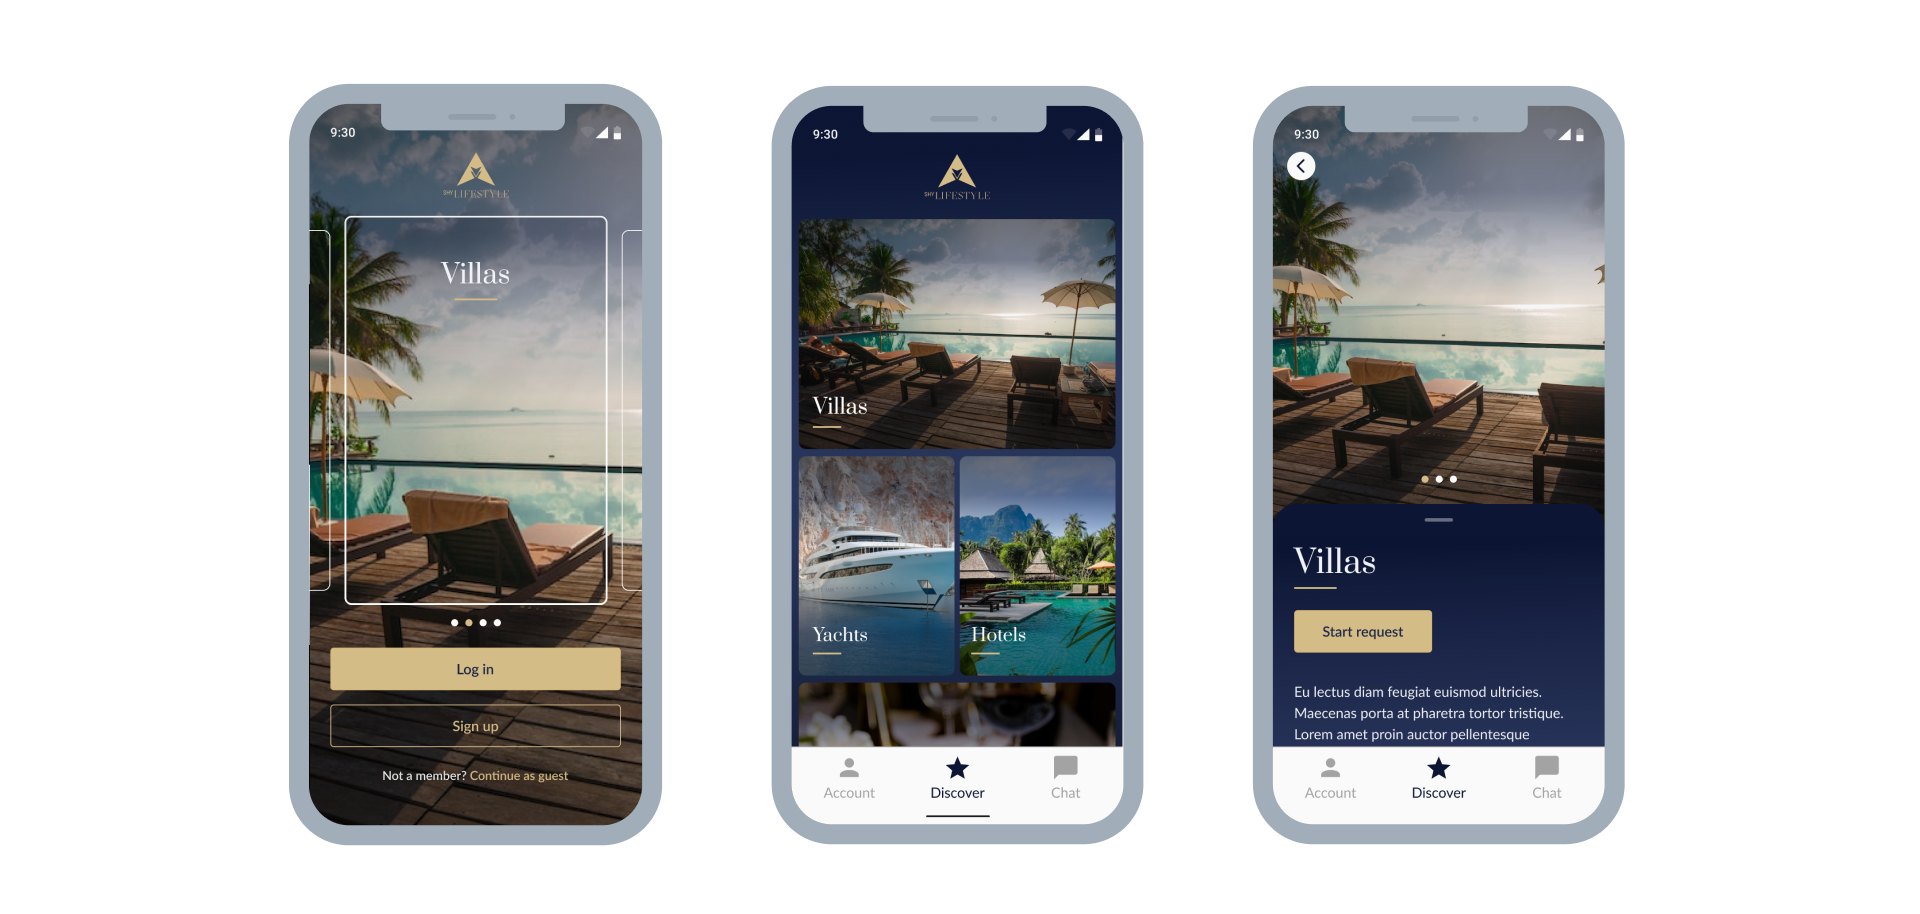 9:30
LIFESTYLE
Villas
Log in
Sign up
Not a member? Continue as guest
9:30
LIFESTYLE
Villas
Yachts
Hotels
Account
Discover
Chat
9:30
Villas
Start request
Eu lectus diam feugiat euismod ultricies.
Maecenas porta at pharetra tortor tristique.
Lorem amet proin auctor pellentesque
Account
Discover
Chat